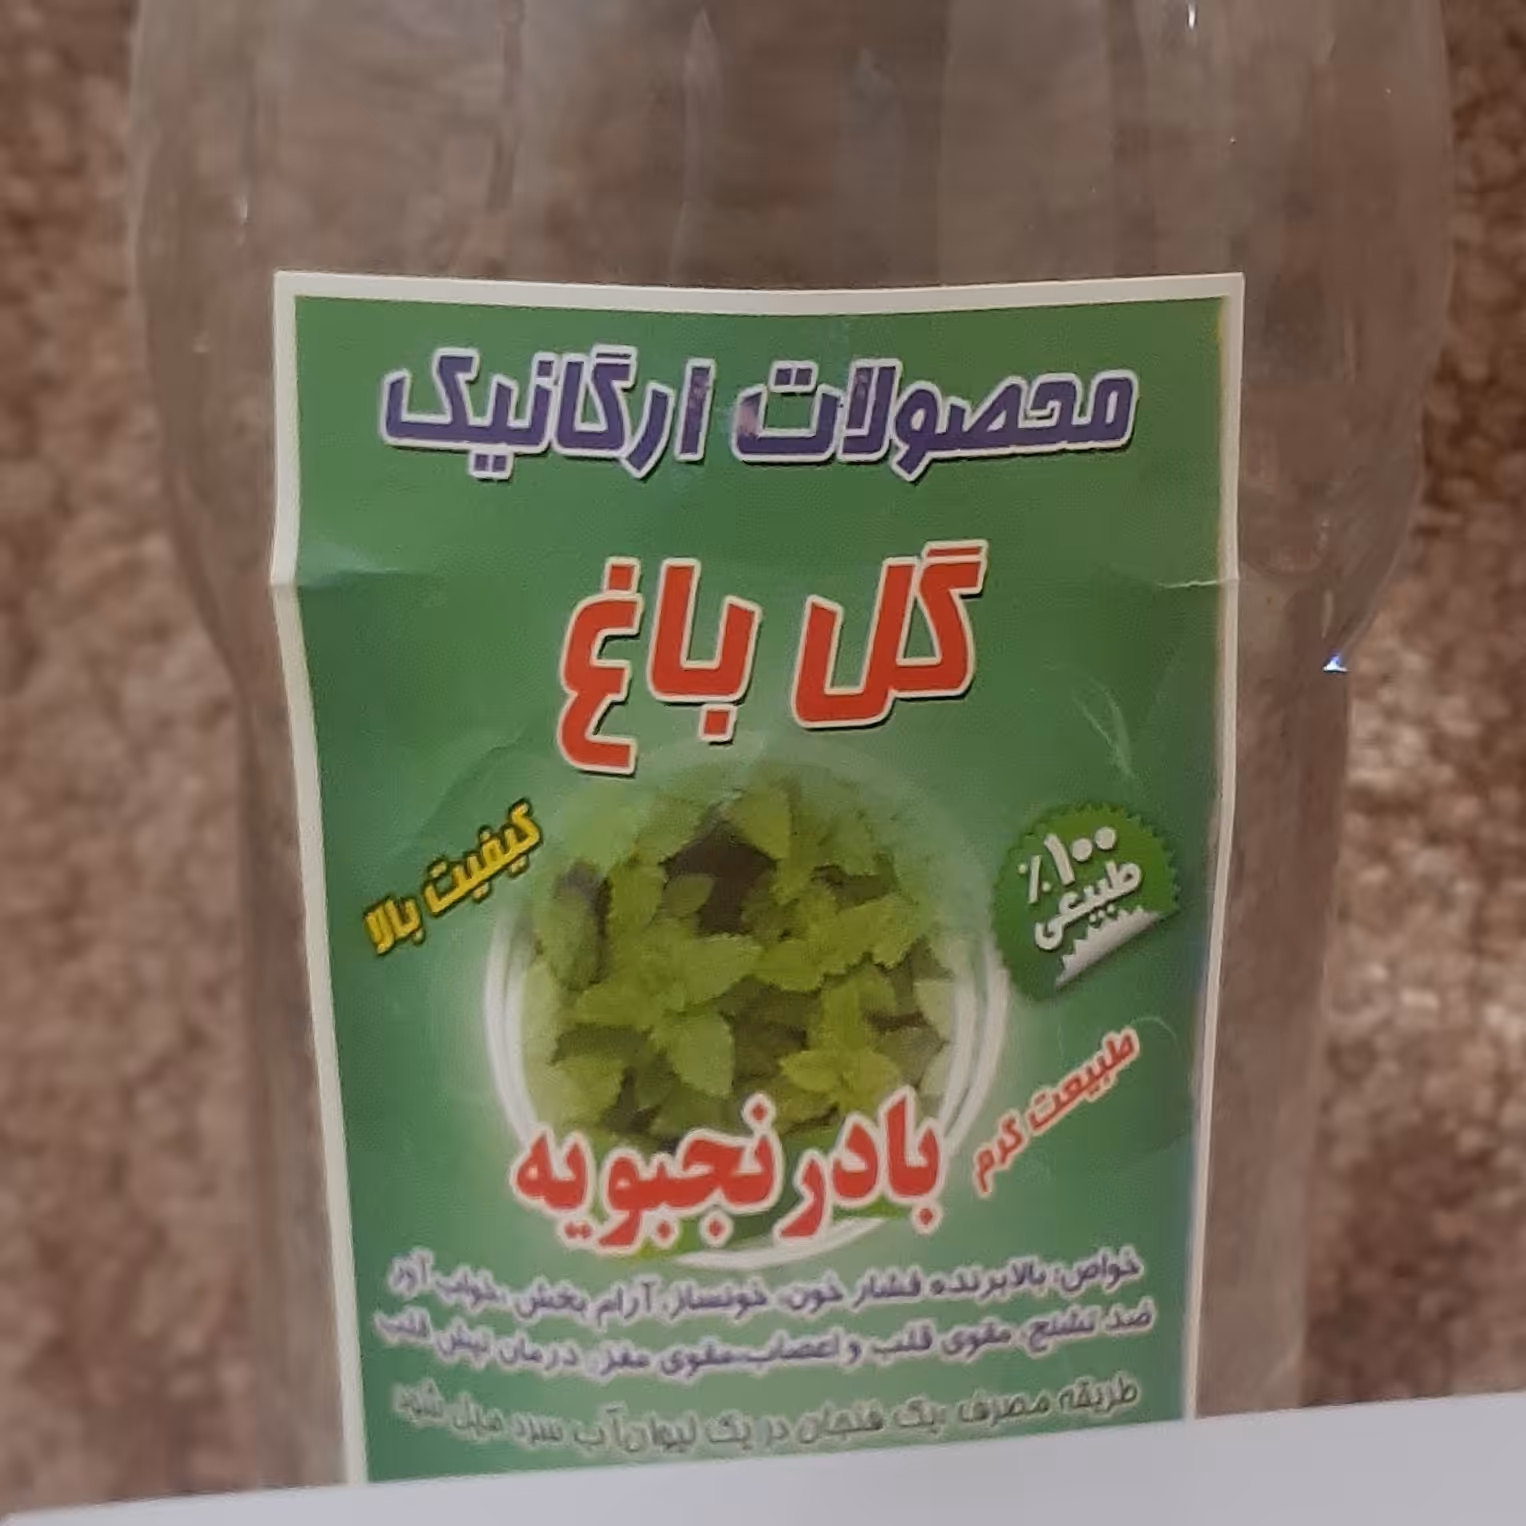 محصولات ارگانیک
گل باغ
کیفیت بالا
٪۱۰۰
طبیعی
طبیعت گرم
بادرنجبویه
خواص: بالابرنده فشار خون، خونساز، آرام بخش، خواب آور
ضد تشنج، مقوی قلب و اعصاب،مقوی مغز، درمان تپش قلب
طریقه مصرف :یک فنجان در یک لیوان آب سرد میل شود